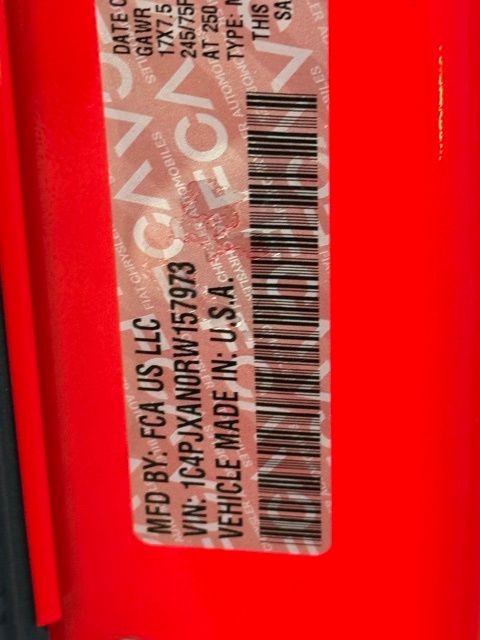 MFD BY: FCA US LLC
VIN: 1C4PJXAN0RW157973
VEHICLE MADE IN: U.S.A.
DATE O
GAWR
17X7.5
245/75R
AT 250
TYPE: M
THIS
SA